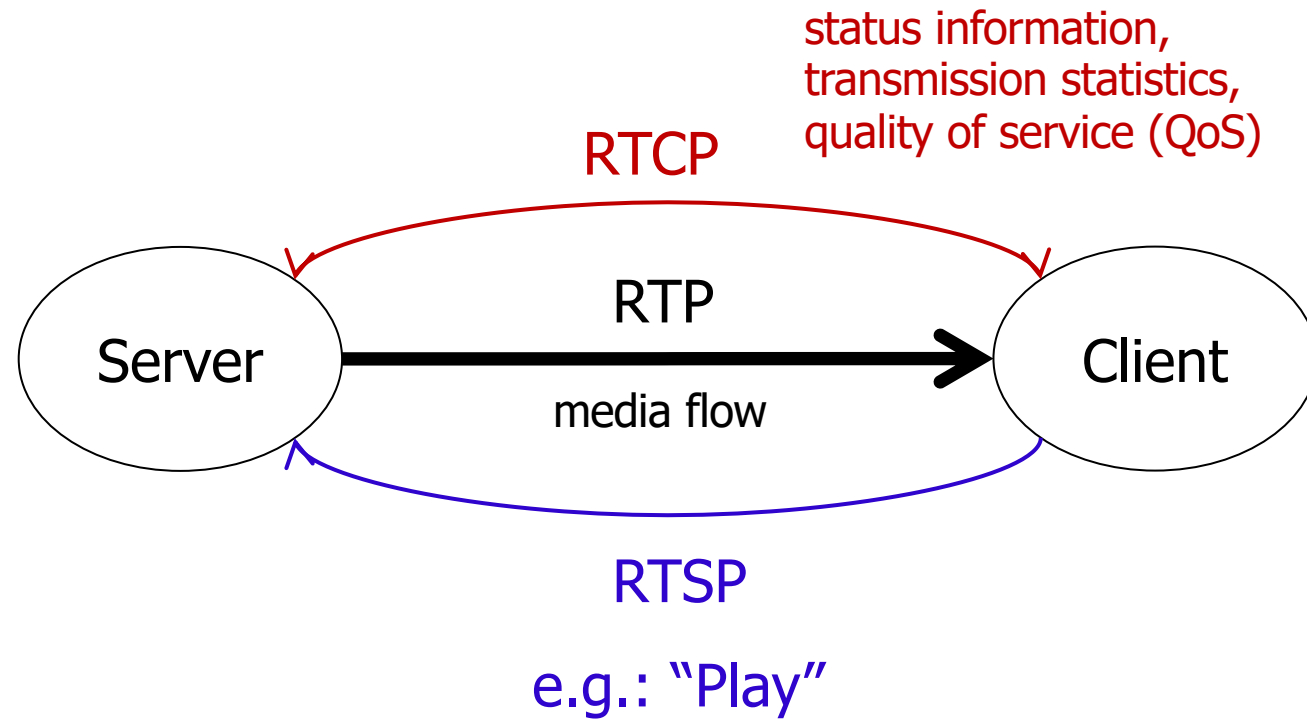 status information,
transmission statistics,
quality of service (QoS)
RTCP
RTP
Server
Client
media flow
RTSP
e.g.: “Play”